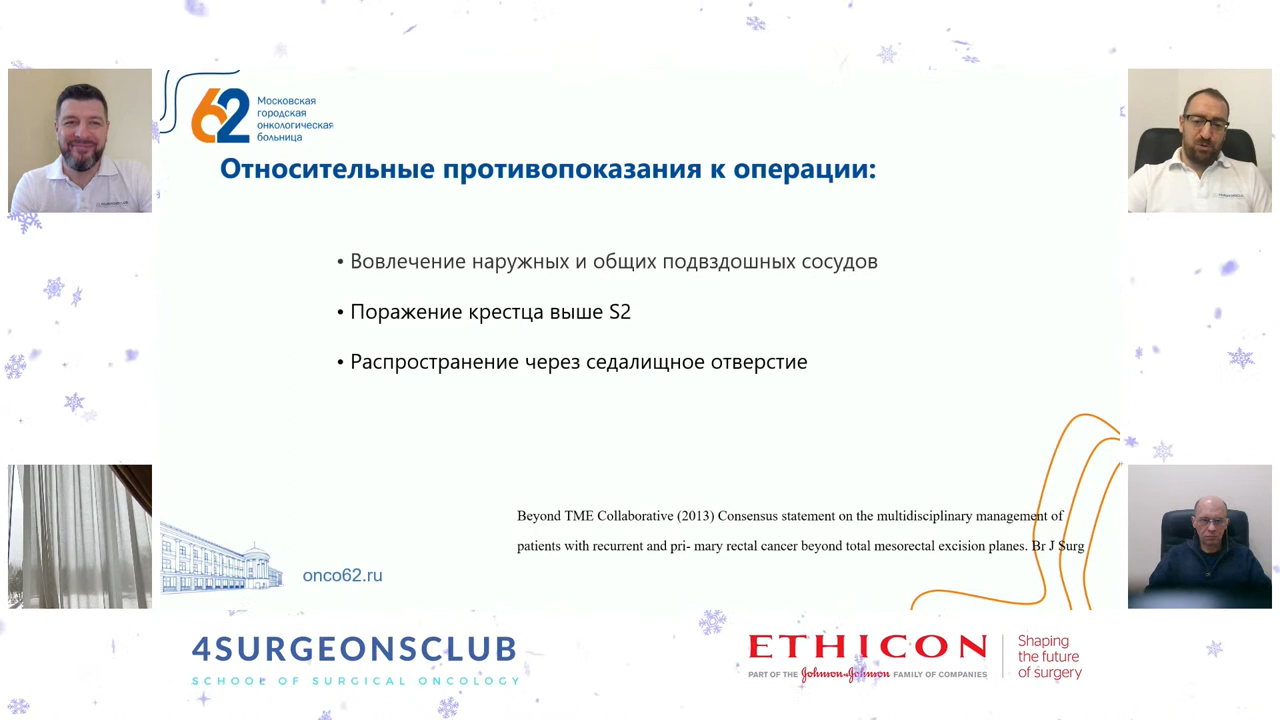 62
Московская
городская
онкологическая
больница
Относительные противопоказания к операции:
• Вовлечение наружных и общих подвздошных сосудов
• Поражение крестца выше S2
• Распространение через седалищное отверстие
Beyond TME Collaborative (2013) Consensus statement on the multidisciplinary management of
patients with recurrent and pri- mary rectal cancer beyond total mesorectal excision planes. Br J Surg
onco62.ru
4SURGEONSCLUB
SCHOOL OF SURGICAL ONCOLOGY
ETHICON
PART OF THE Johnson & Johnson FAMILY OF COMPANIES
Shaping
the future
of surgery